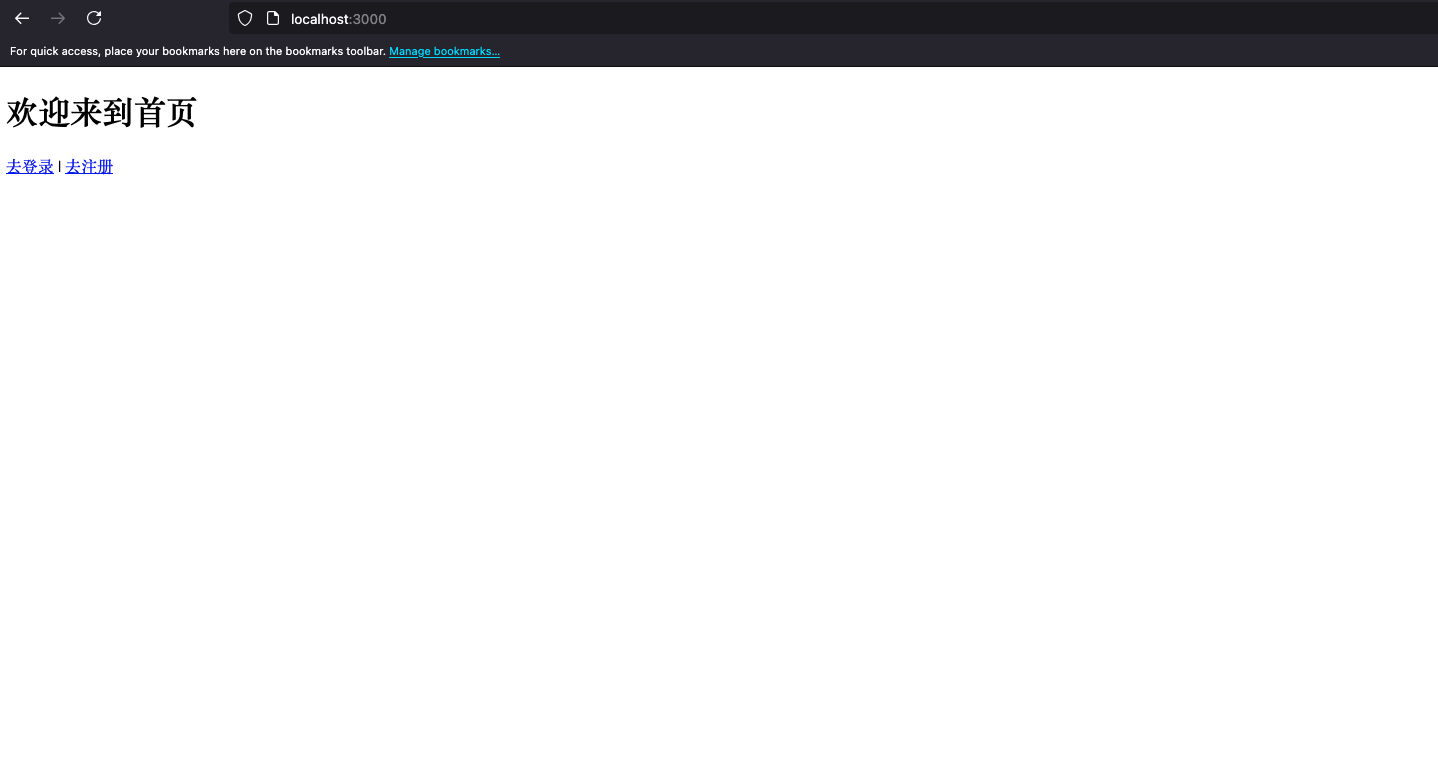 localhost:3000
For quick access, place your bookmarks here on the bookmarks toolbar. Manage bookmarks...
欢迎来到首页
去登录 | 去注册